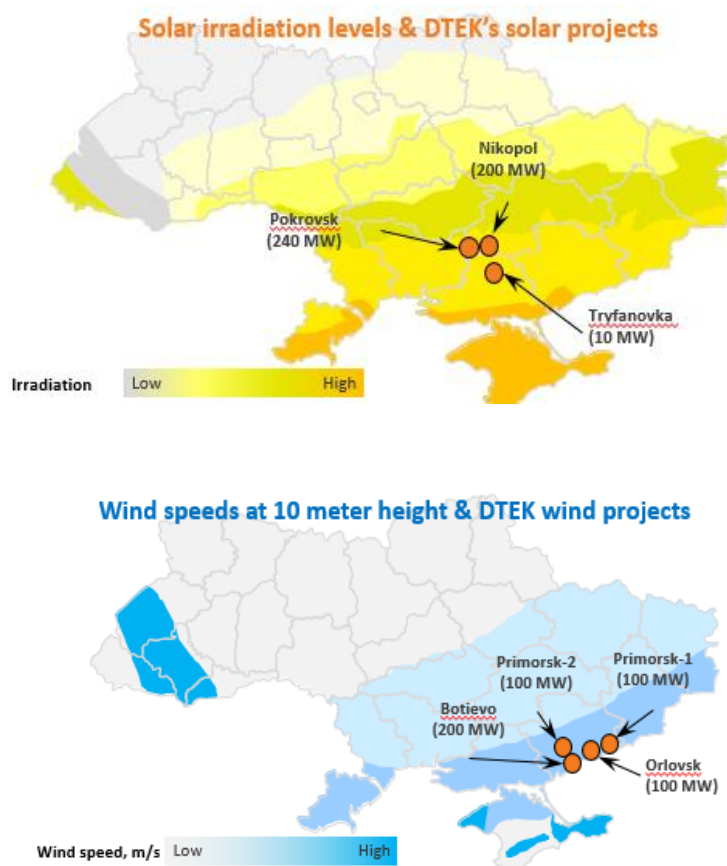 Solar irradiation levels & DTEK's solar projects
Nikopol
(200 MW)
Pokrovsk
(240 MW)
Tryfanovka
(10 MW)
Irradiation
Low
High
Wind speeds at 10 meter height & DTEK wind projects
Primorsk-2
(100 MW)
Primorsk-1
(100 MW)
Botievo
(200 MW)
Orlovsk
(100 MW)
Wind speed, m/s
Low
High